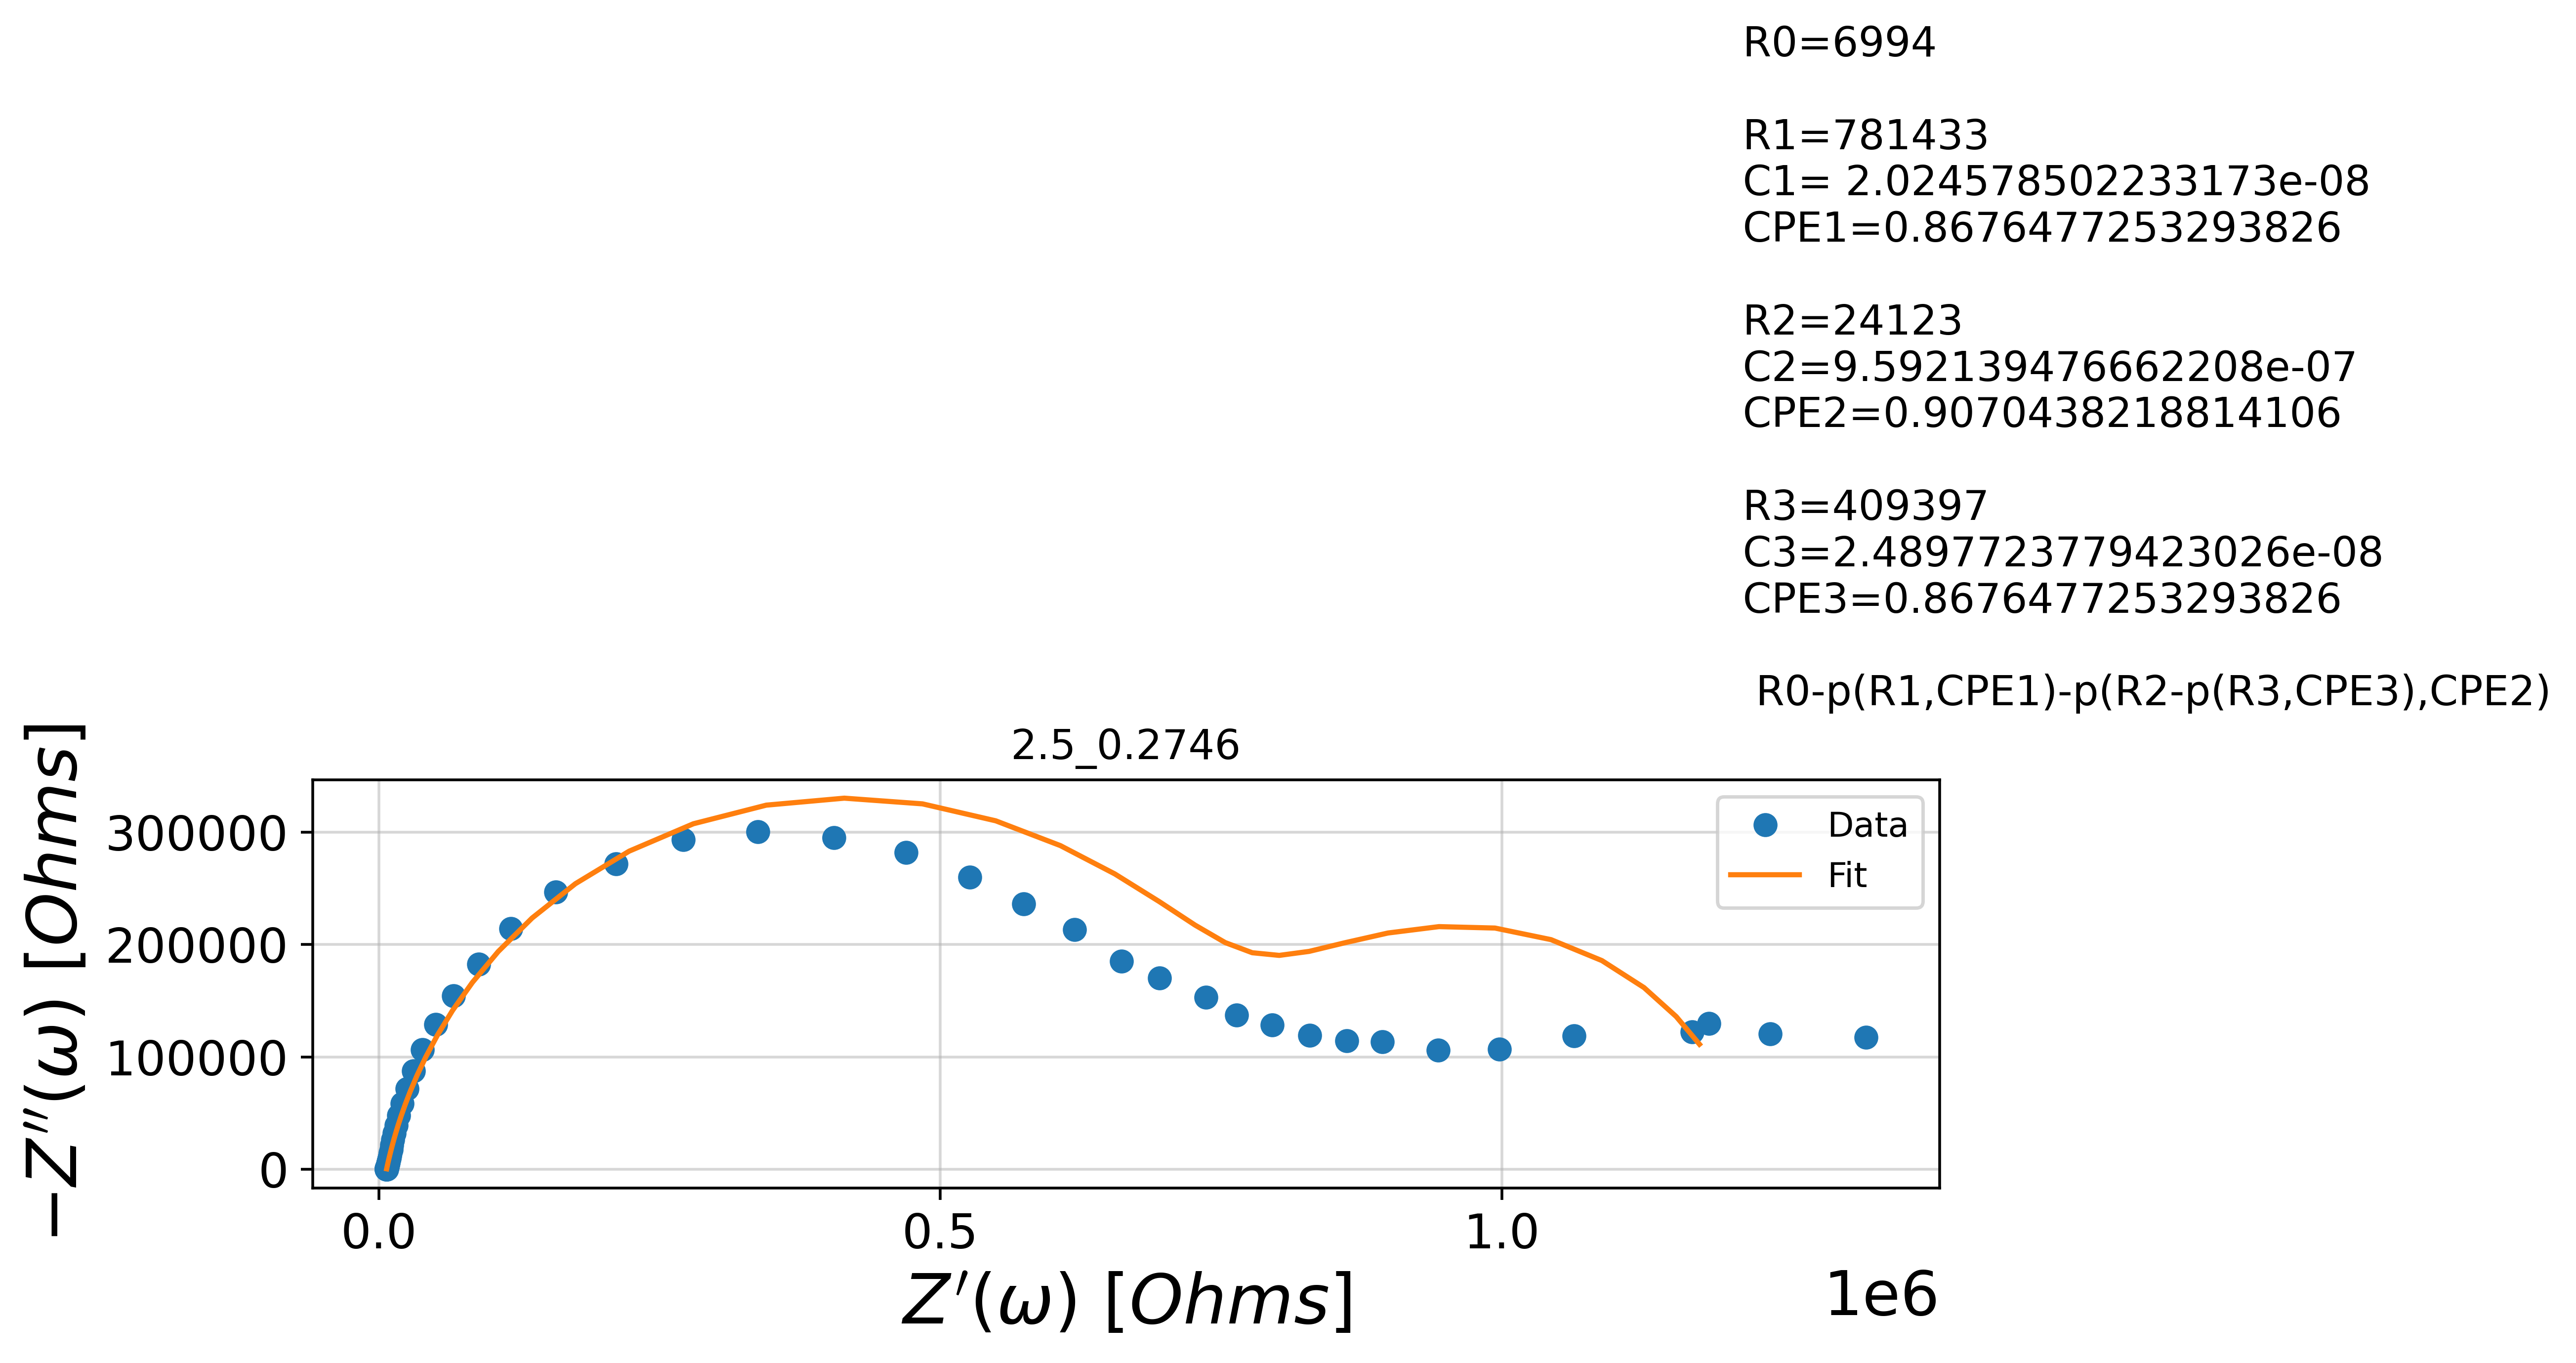 R0=6994
R1=781433
C1= 2.024578502233173e-08
CPE1=0.8676477253293826
R2=24123
C2=9.592139476662208e-07
CPE2=0.9070438218814106
R3=409397
C3=2.4897723779423026e-08
CPE3=0.8676477253293826
R0-p(R1,CPE1)-p(R2-p(R3,CPE3),CPE2)
2.5_0.2746
Data
Fit
300000
200000
100000
0
−Z′′(ω) [Ohms]
0.0
0.5
1.0
Z′(ω) [Ohms]
1e6